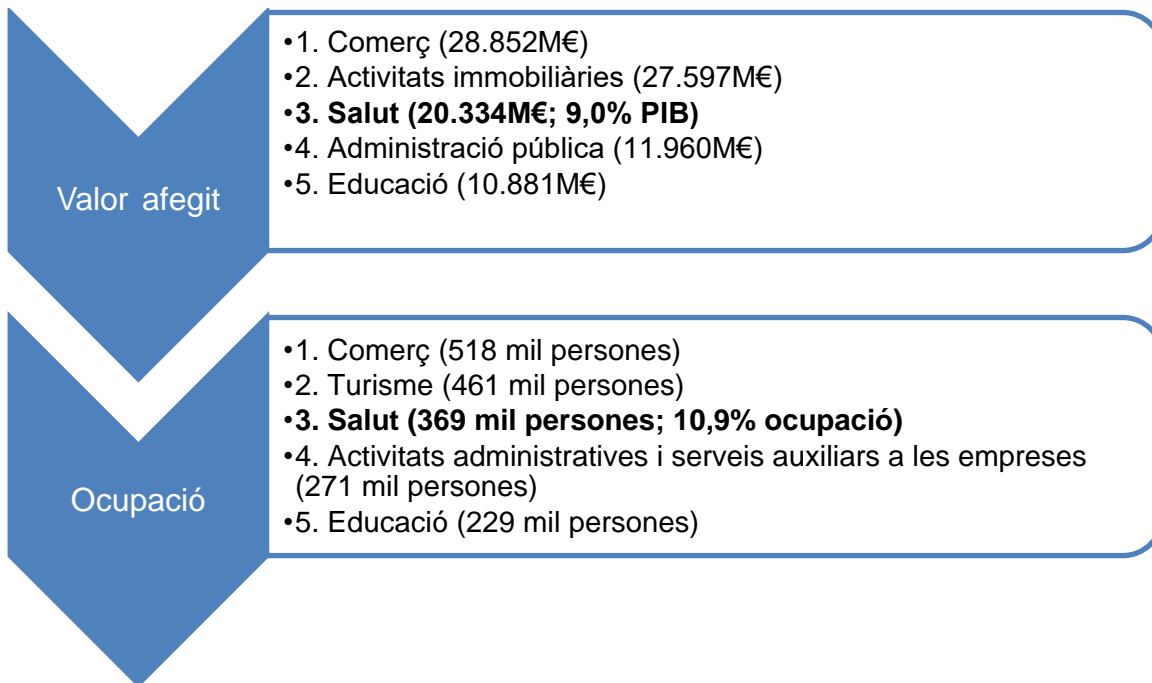 Valor afegit
•1. Comerç (28.852M€)
•2. Activitats immobiliàries (27.597M€)
•3. Salut (20.334M€; 9,0% PIB)
•4. Administració pública (11.960M€)
•5. Educació (10.881M€)
Ocupació
•1. Comerç (518 mil persones)
•2. Turisme (461 mil persones)
•3. Salut (369 mil persones; 10,9% ocupació)
•4. Activitats administratives i serveis auxiliars a les empreses
(271 mil persones)
•5. Educació (229 mil persones)